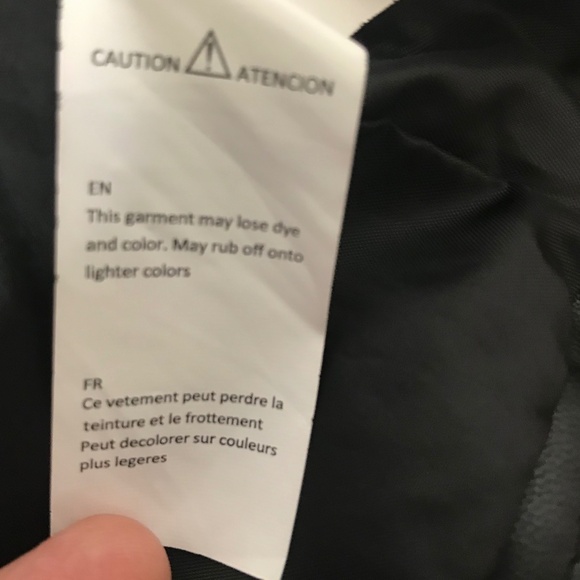 CAUTION ATENCION
EN
This garment may lose dye
and color. May rub off onto
lighter colors
FR
Ce vetement peut perdre la
teinture et le frottement
Peut decolorer sur couleurs
plus legeres